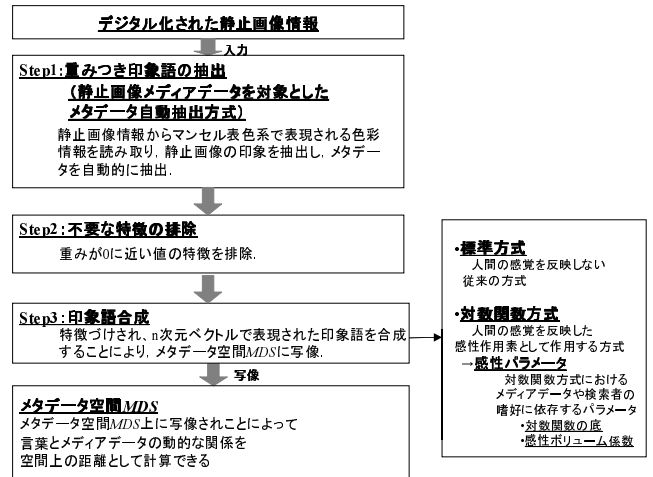 デジタル化された静止画像情報
入力
Step1:重みつき印象語の抽出
(静止画像メディアデータを対象とした
メタデータ自動抽出方式)
静止画像情報からマンセル表色系で表現される色彩
情報を読み取り, 静止画像の印象を抽出し, メタデー
タを自動的に抽出.
Step2:不要な特徴の排除
重みが0に近い値の特徴を排除.
Step3:印象語合成
特徴づけされ、n次元ベクトルで表現された印象語を合成
することにより, メタデータ空間MDSに写像.
写像
メタデータ空間MDS
メタデータ空間MDS上に写像されことによって
言葉とメディアデータの動的な関係を
空間上の距離として計算できる
・標準方式
人間の感覚を反映しない
従来の方式
・対数関数方式
人間の感覚を反映した
感性作用素として作用する方式
→感性パラメータ
対数関数方式における
メディアデータや検索者の
嗜好に依存するパラメータ
・対数関数の底
・感性ボリューム係数